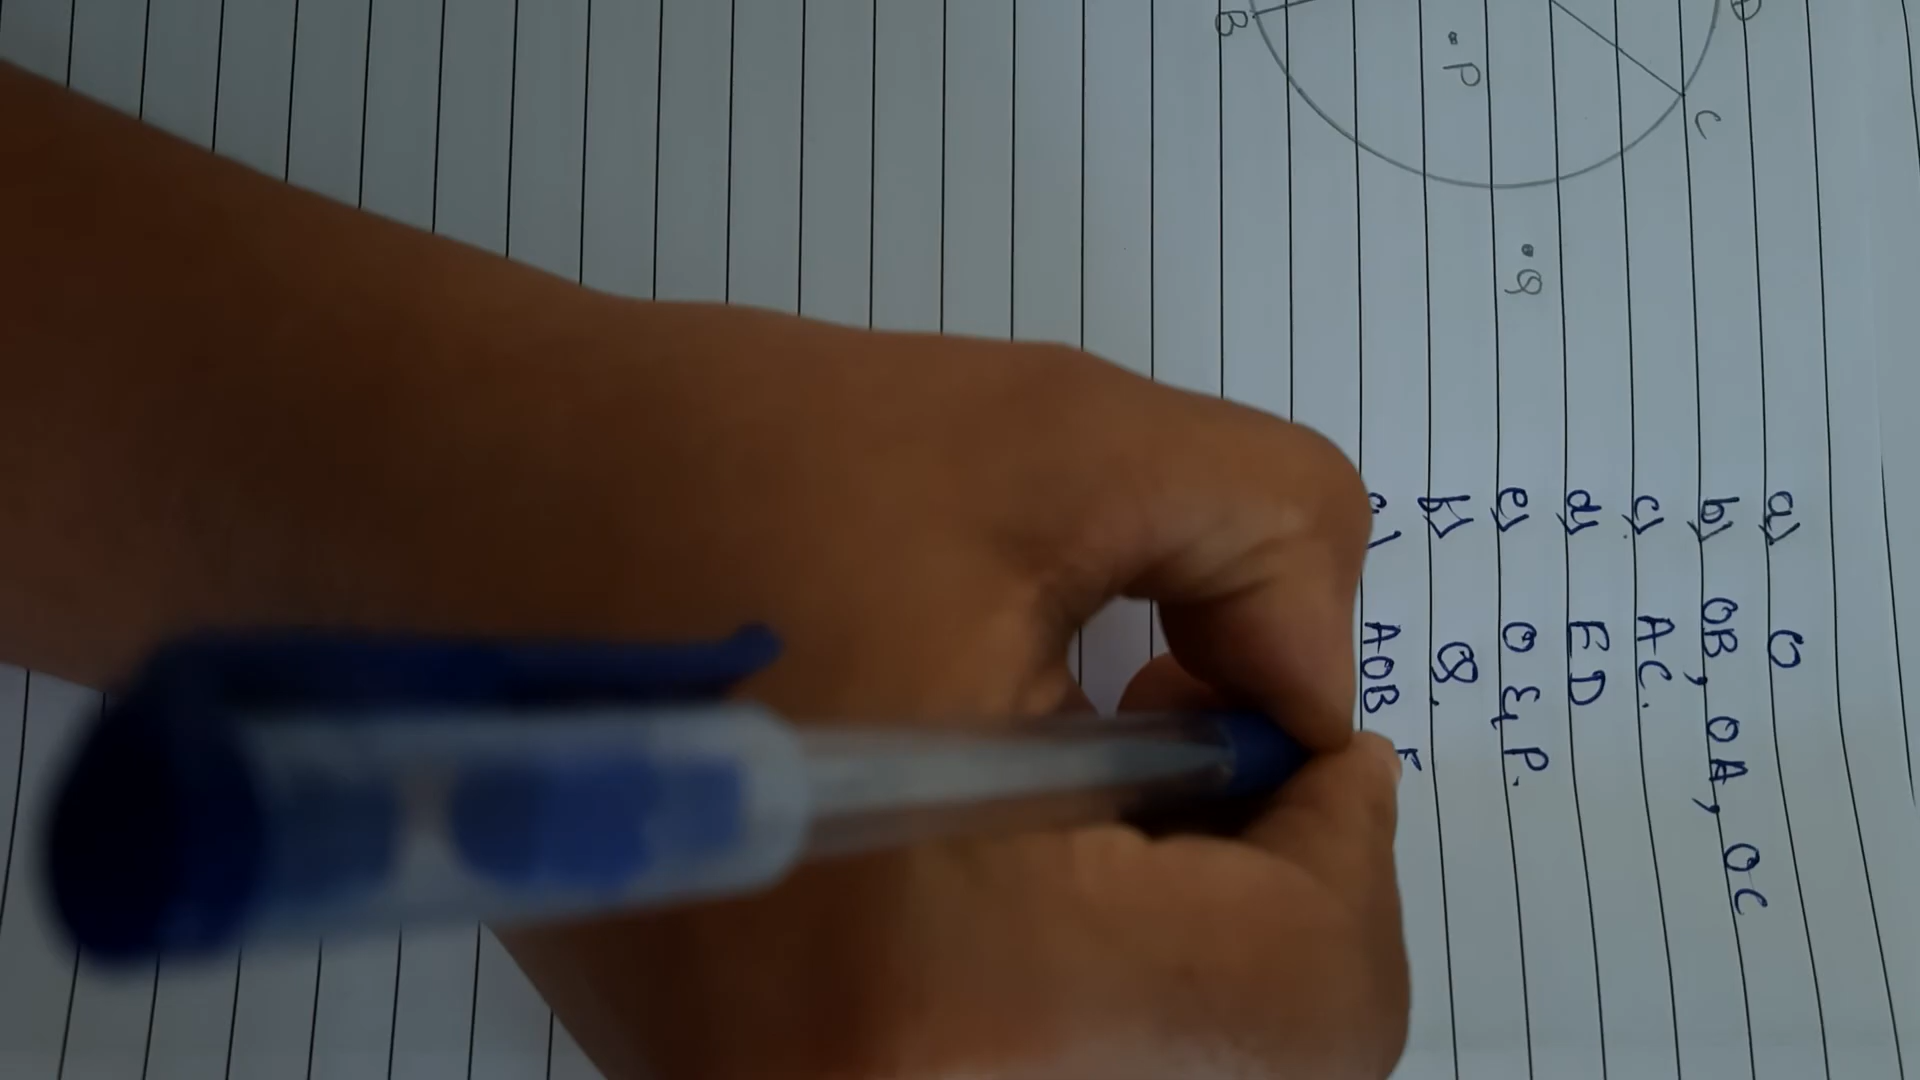 D
C
B
P
Q
a) O
b) OB, OA, OC
c) AC.
d) ED
e) O & P.
f) Q.
g) AOB